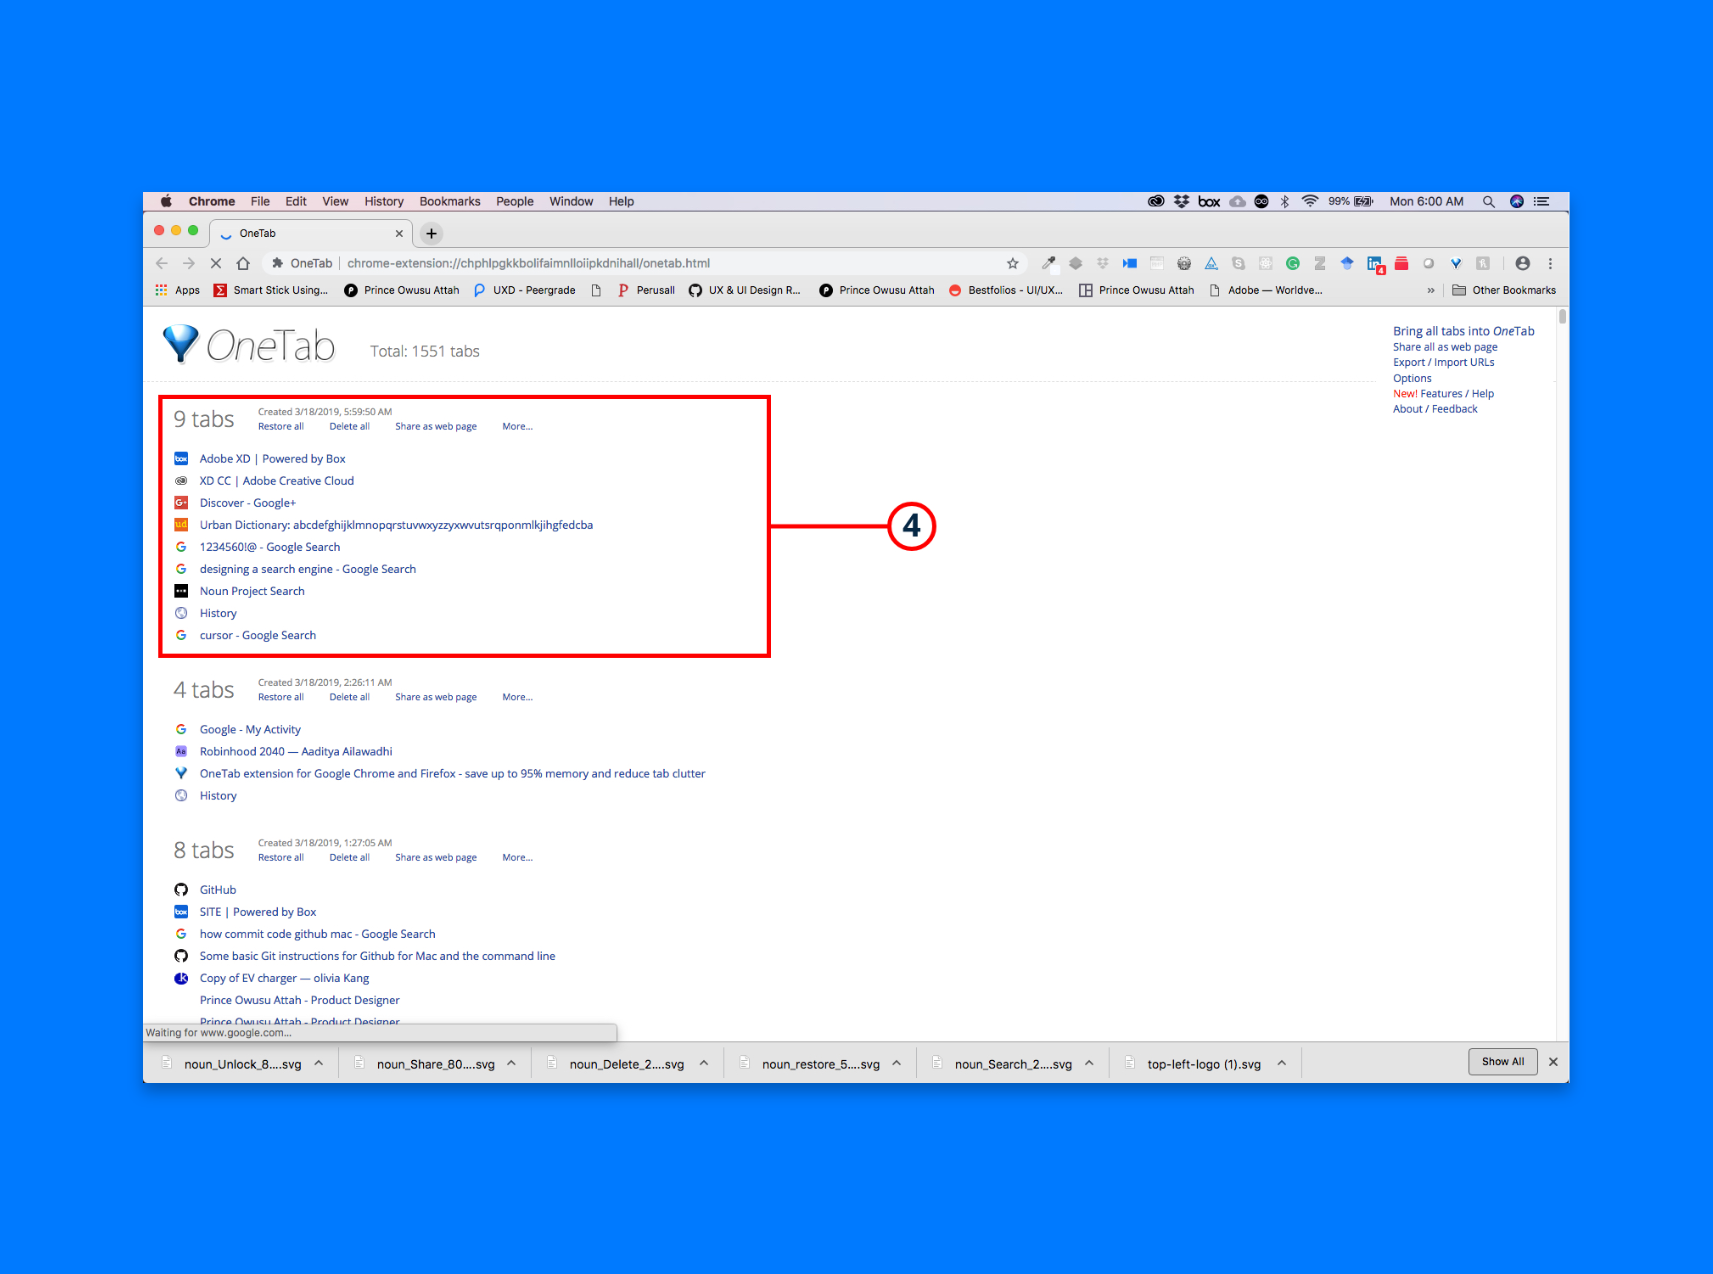 Chrome File Edit View History Bookmarks People Window Help box 99% Mon 6:00 AM
OneTab
OneTab chrome-extension://chphlpgkkbolifaimnlloiipkdnihall/onetab.html
Apps Smart Stick Using... Prince Owusu Attah UXD - Peergrade Perusall UX & UI Design R... Prince Owusu Attah Bestfolios - UI/UX... Prince Owusu Attah Adobe — Worldve... » Other Bookmarks
OneTab Total: 1551 tabs
Bring all tabs into OneTab
Share all as web page
Export / Import URLs
Options
New! Features / Help
About / Feedback
9 tabs Created 3/18/2019, 5:59:50 AM
Restore all Delete all Share as web page More...
box Adobe XD | Powered by Box
XD CC | Adobe Creative Cloud
G+ Discover - Google+
ud Urban Dictionary: abcdefghijklmnopqrstuvwxyzzyxwvutsrqponmlkjihgfedcba
G 1234560!@ - Google Search
G designing a search engine - Google Search
Noun Project Search
History
G cursor - Google Search
4
4 tabs Created 3/18/2019, 2:26:11 AM
Restore all Delete all Share as web page More...
G Google - My Activity
Aa Robinhood 2040 — Aaditya Ailawadhi
OneTab extension for Google Chrome and Firefox - save up to 95% memory and reduce tab clutter
History
8 tabs Created 3/18/2019, 1:27:05 AM
Restore all Delete all Share as web page More...
GitHub
box SITE | Powered by Box
G how commit code github mac - Google Search
Some basic Git instructions for Github for Mac and the command line
Copy of EV charger — olivia Kang
Prince Owusu Attah - Product Designer
Prince Owusu Attah - Product Designer
Waiting for www.google.com...
noun_Unlock_8....svg noun_Share_80....svg noun_Delete_2....svg noun_restore_5....svg noun_Search_2....svg top-left-logo (1).svg Show All